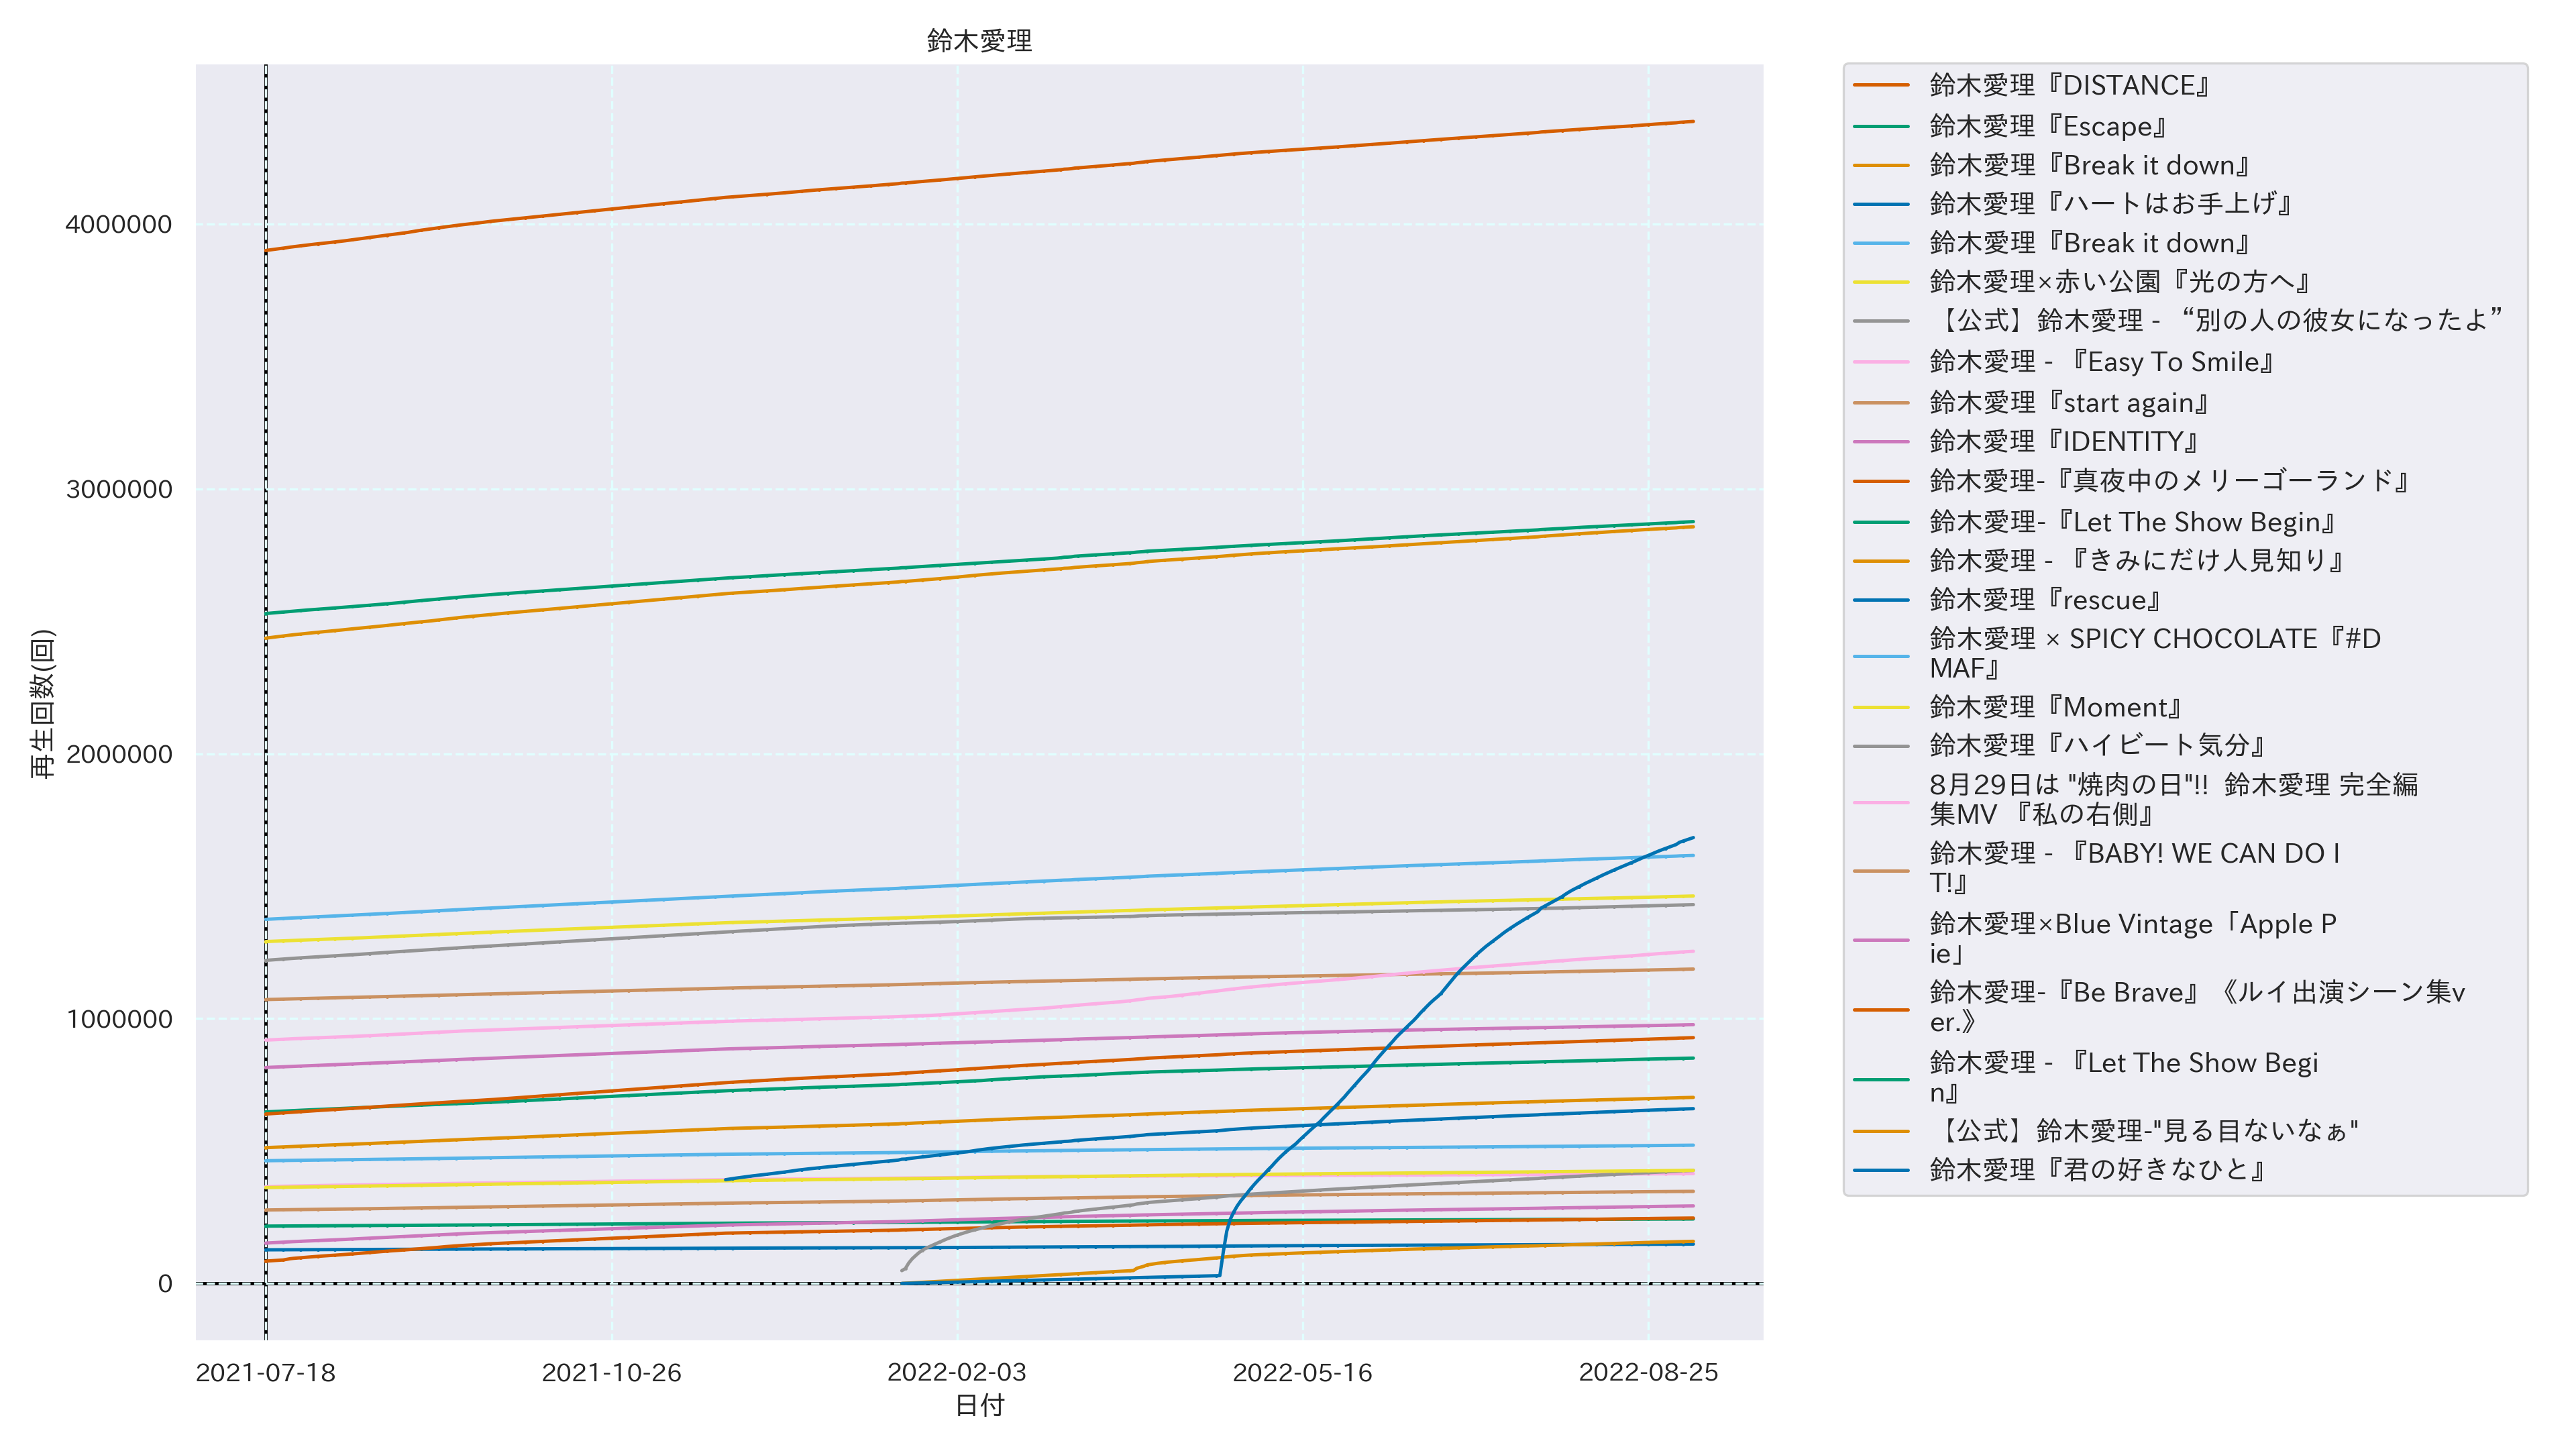 鈴木愛理
再生回数(回)
4000000
3000000
2000000
1000000
0
2021-07-18
2021-10-26
2022-02-03
2022-05-16
2022-08-25
日付
鈴木愛理『DISTANCE』
鈴木愛理『Escape』
鈴木愛理『Break it down』
鈴木愛理『ハートはお手上げ』
鈴木愛理『Break it down』
鈴木愛理×赤い公園『光の方へ』
【公式】鈴木愛理 - “別の人の彼女になったよ”
鈴木愛理 - 『Easy To Smile』
鈴木愛理『start again』
鈴木愛理『IDENTITY』
鈴木愛理-『真夜中のメリーゴーランド』
鈴木愛理-『Let The Show Begin』
鈴木愛理 - 『きみにだけ人見知り』
鈴木愛理『rescue』
鈴木愛理 × SPICY CHOCOLATE『#D
MAF』
鈴木愛理『Moment』
鈴木愛理『ハイビート気分』
8月29日は "焼肉の日"!! 鈴木愛理 完全編
集MV 『私の右側』
鈴木愛理 - 『BABY! WE CAN DO I
T!』
鈴木愛理×Blue Vintage「Apple P
ie」
鈴木愛理-『Be Brave』《ルイ出演シーン集v
er.》
鈴木愛理 - 『Let The Show Begi
n』
【公式】鈴木愛理-"見る目ないなぁ"
鈴木愛理『君の好きなひと』